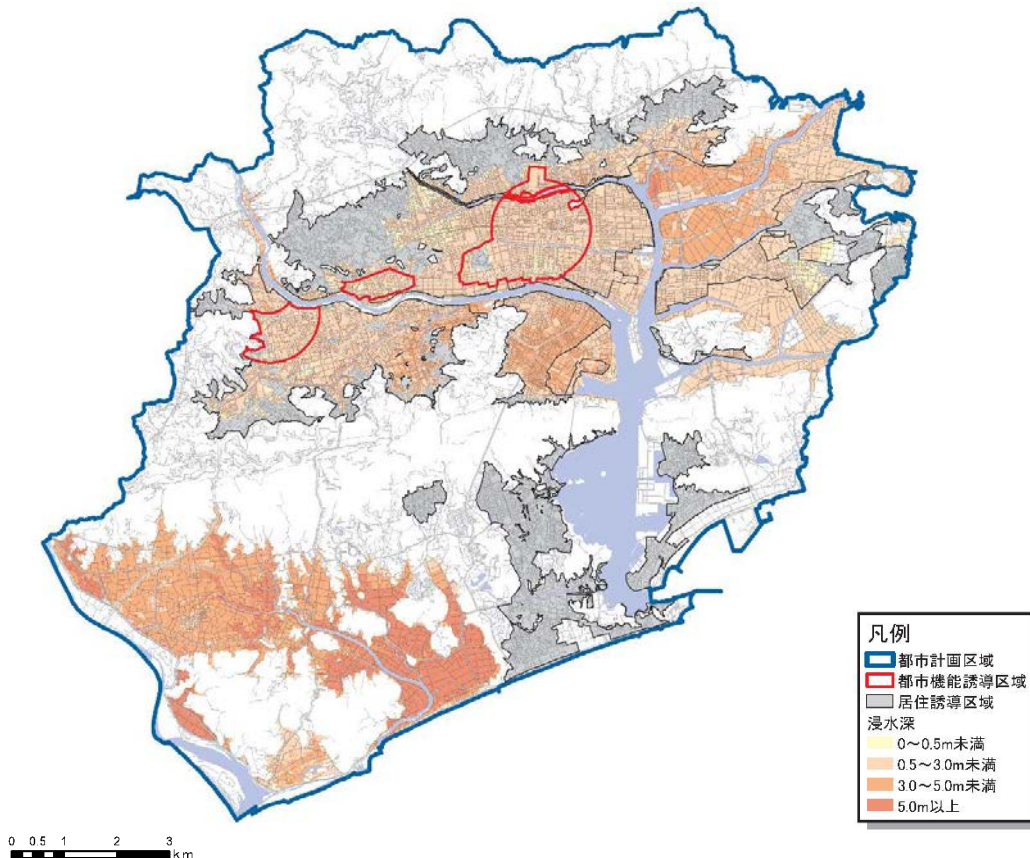 凡例
都市計画区域
都市機能誘導区域
居住誘導区域
浸水深
0～0.5m未満
0.5～3.0m未満
3.0～5.0m未満
5.0m以上
0 0.5 1 2 3
km